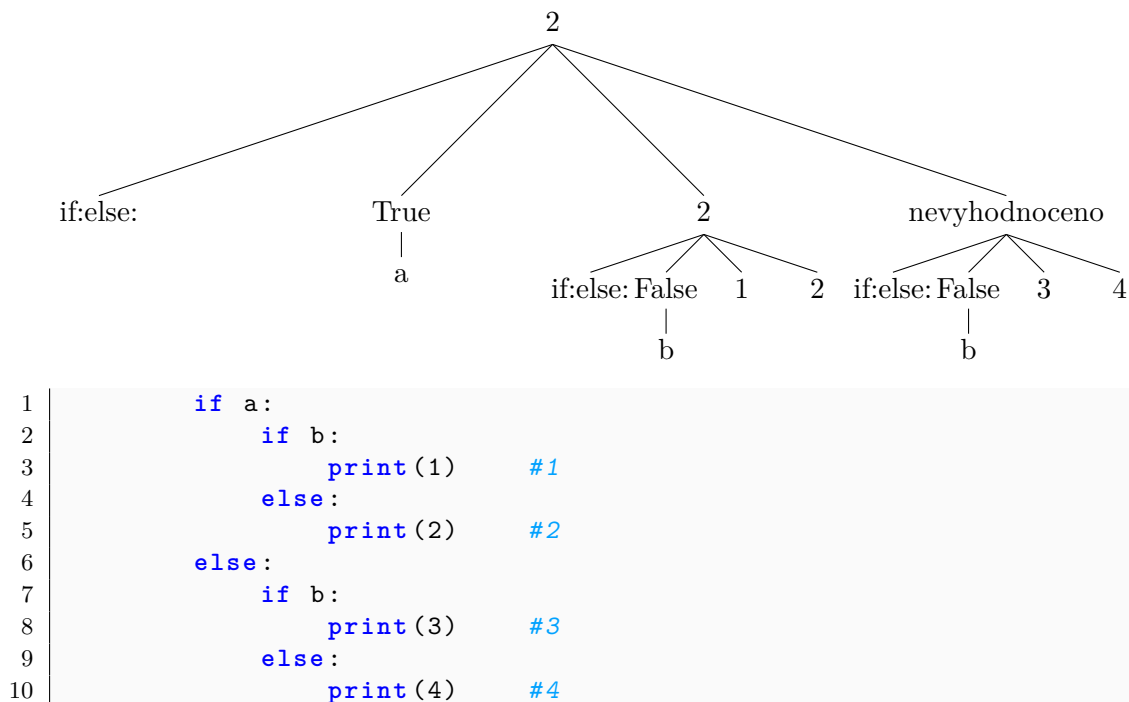 2
if:else: True 2 nevyhodnoceno
a if:else: False 1 2 if:else: False 3 4
b b
1 if a:
2 if b:
3 print(1) #1
4 else:
5 print(2) #2
6 else:
7 if b:
8 print(3) #3
9 else:
10 print(4) #4